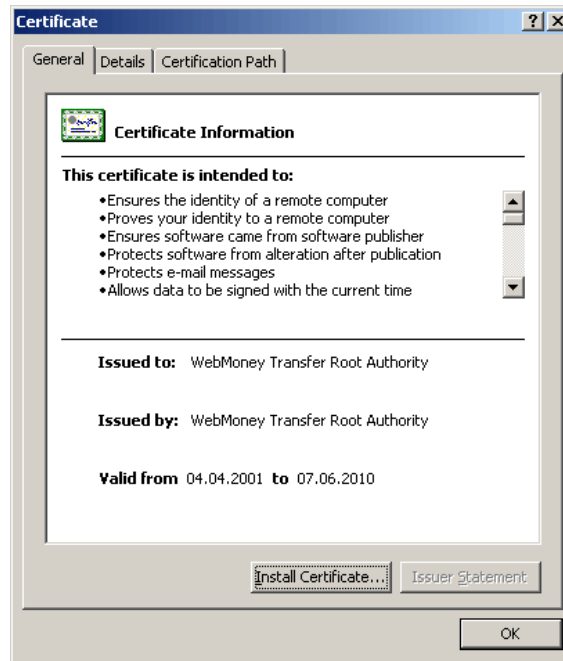 Certificate
General Details Certification Path
Certificate Information
This certificate is intended to:
•Ensures the identity of a remote computer
•Proves your identity to a remote computer
•Ensures software came from software publisher
•Protects software from alteration after publication
•Protects e-mail messages
•Allows data to be signed with the current time
Issued to: WebMoney Transfer Root Authority
Issued by: WebMoney Transfer Root Authority
Valid from 04.04.2001 to 07.06.2010
Install Certificate... Issuer Statement
OK